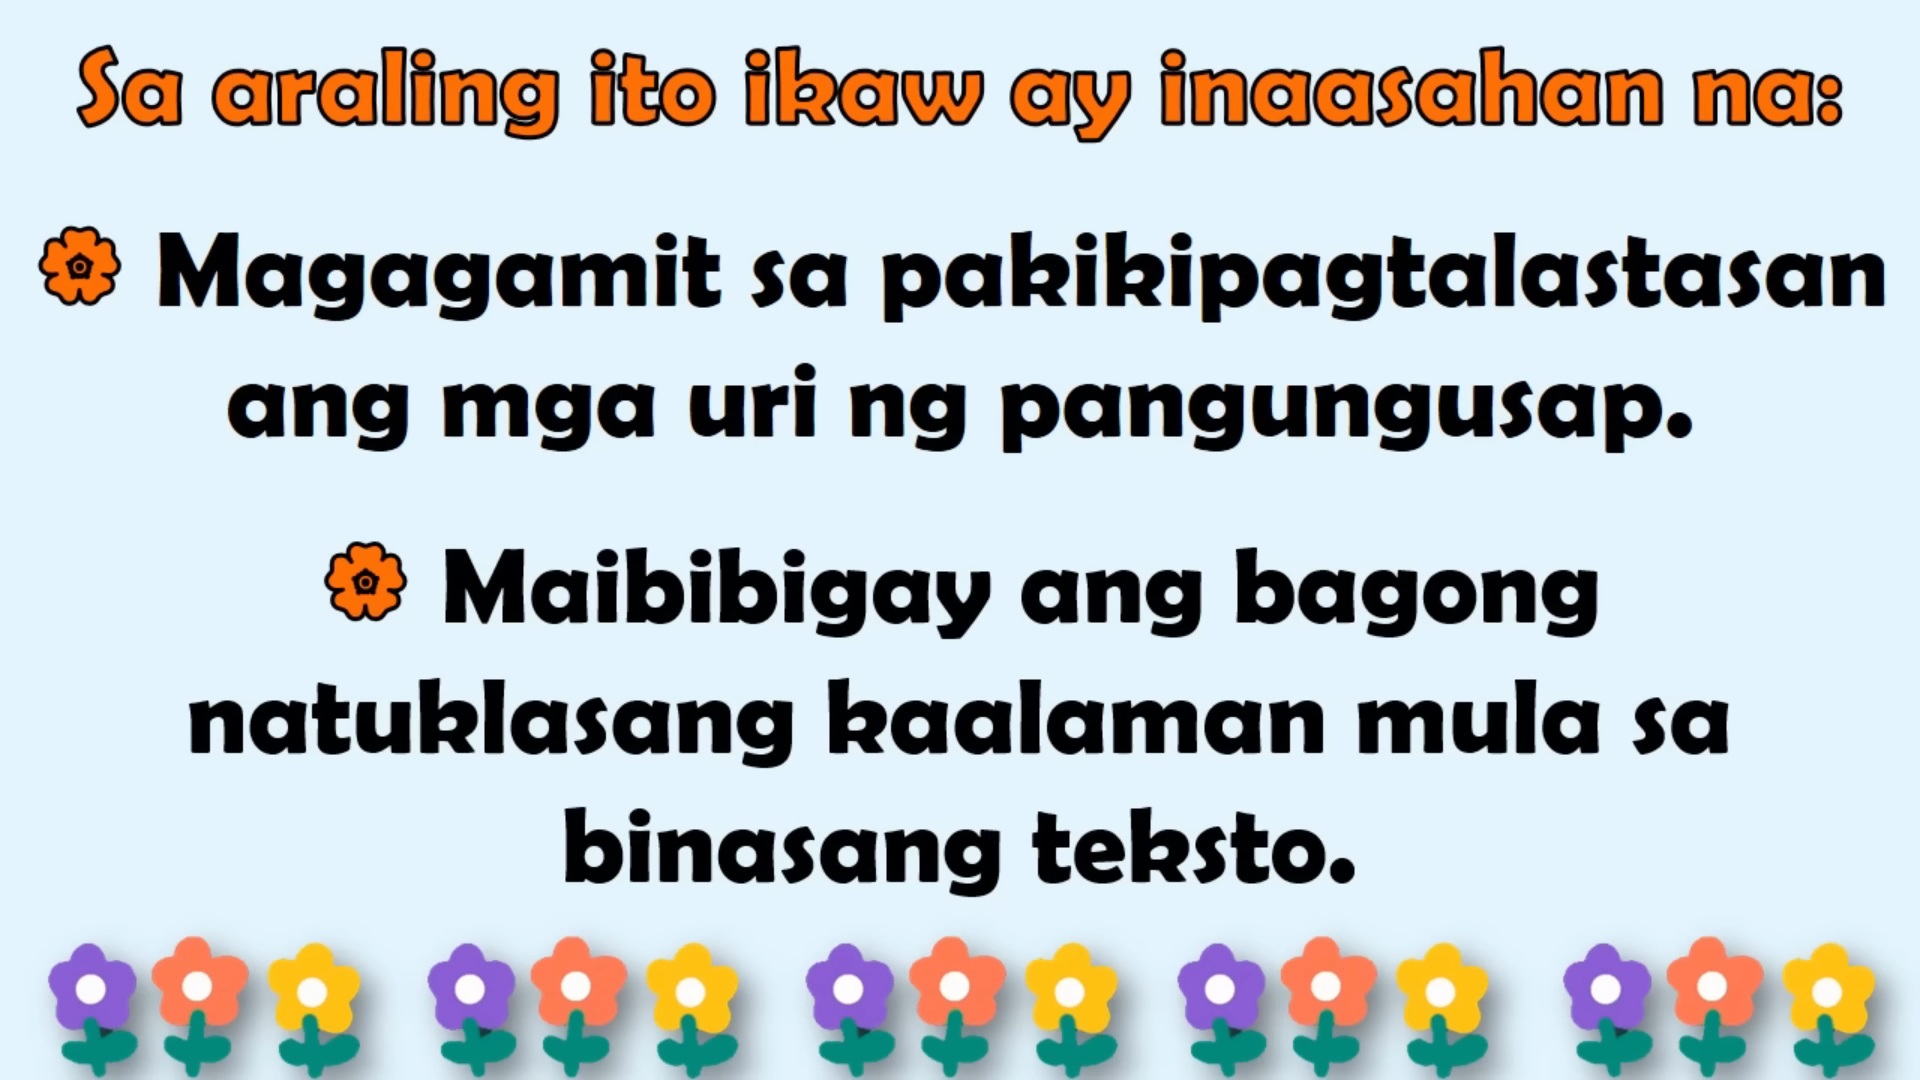 Sa araling ito ikaw ay inaasahan na:
Magagamit sa pakikipagtalastasan
ang mga uri ng pangungusap.
Maibibigay ang bagong
natuklasang kaalaman mula sa
binasang teksto.